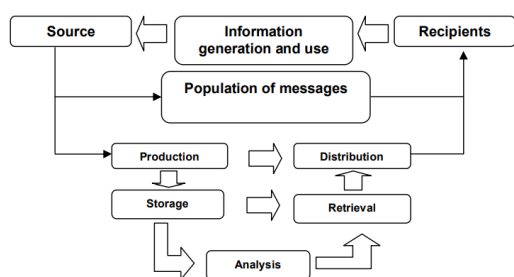 Source
Information
generation and use
Recipients
Population of messages
Production
Distribution
Storage
Retrieval
Analysis